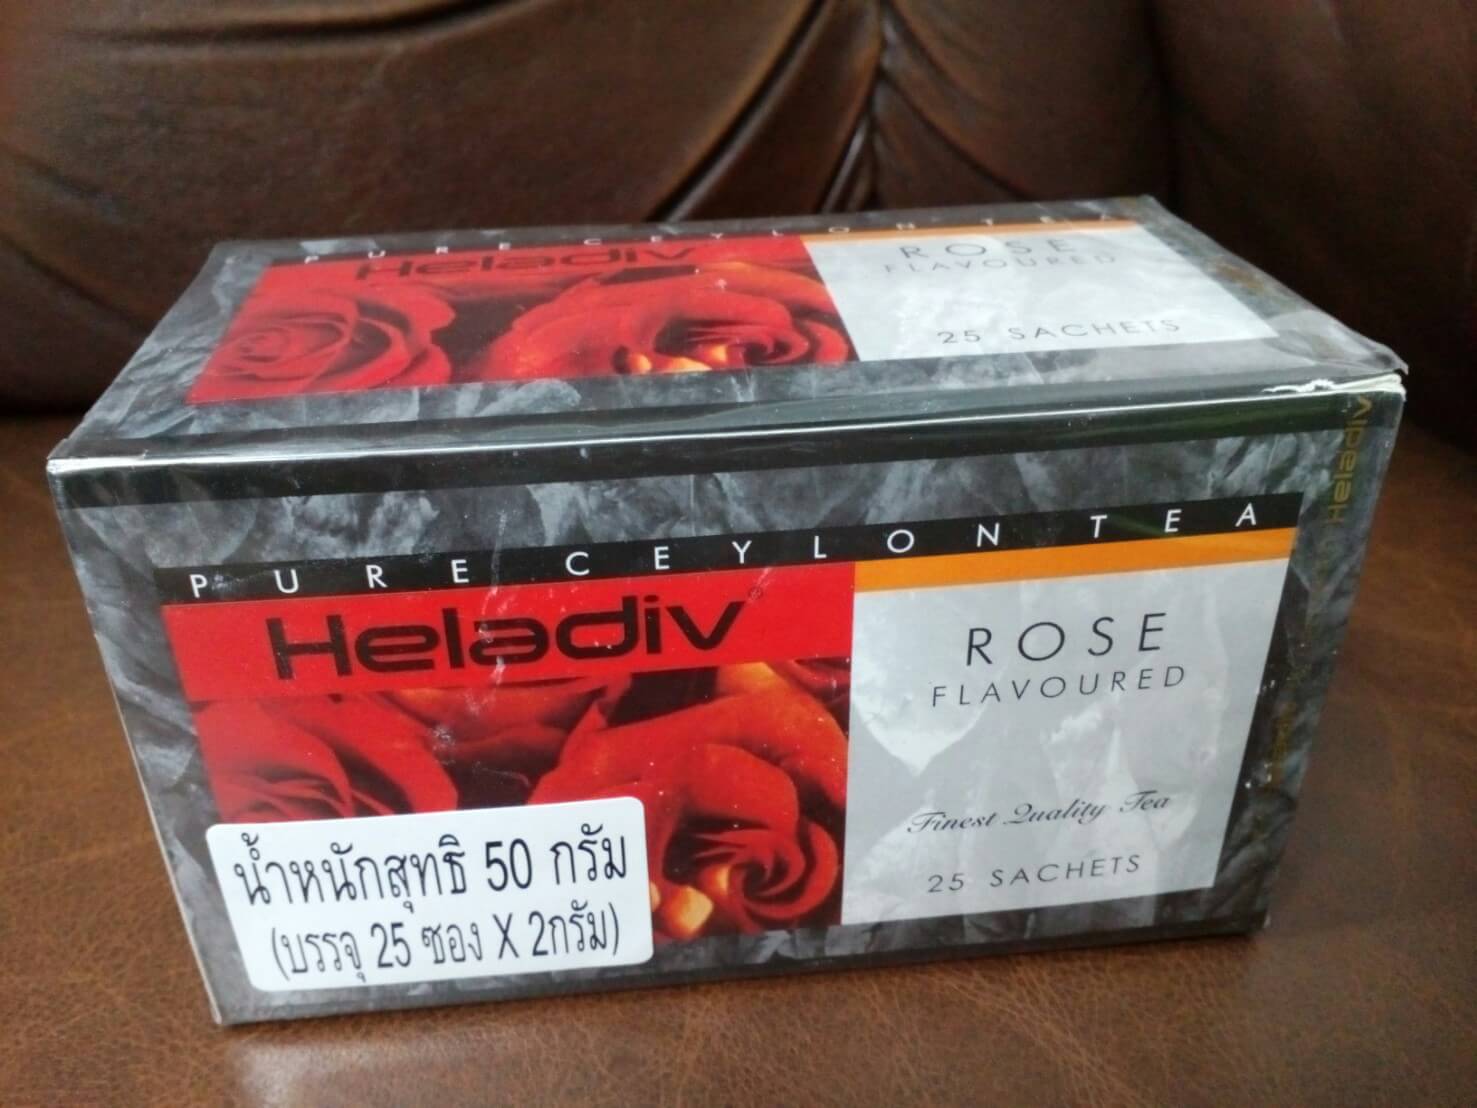 PURE CEYLON TEA
Heladiv
ROSE
FLAVOURED
25 SACHETS
PURE CEYLON TEA
Heladiv®
ROSE
FLAVOURED
Finest Quality Tea
25 SACHETS
น้ำหนักสุทธิ 50 กรัม
(บรรจุ 25 ซอง X 2กรัม)
Heladiv